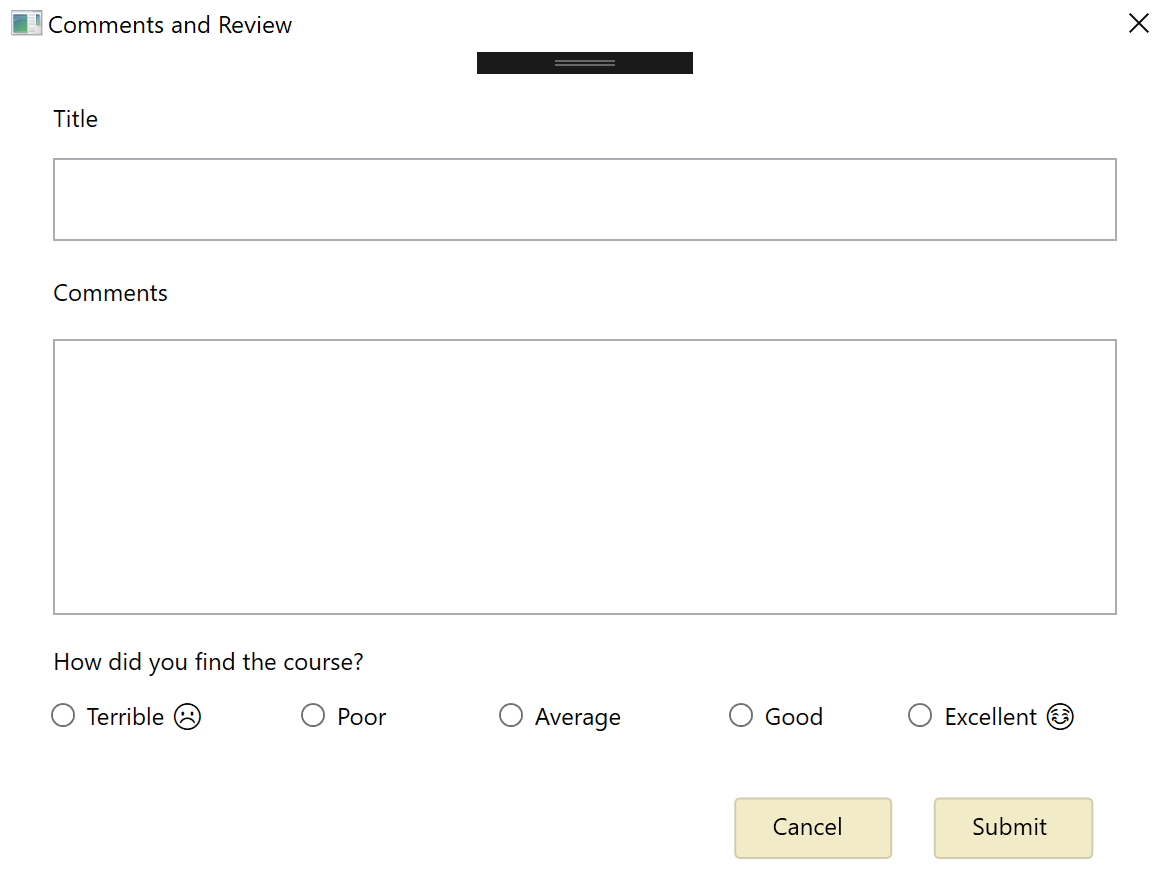 Comments and Review
Title
Comments
How did you find the course?
Terrible ☹ Poor Average Good Excellent 😊
Cancel Submit